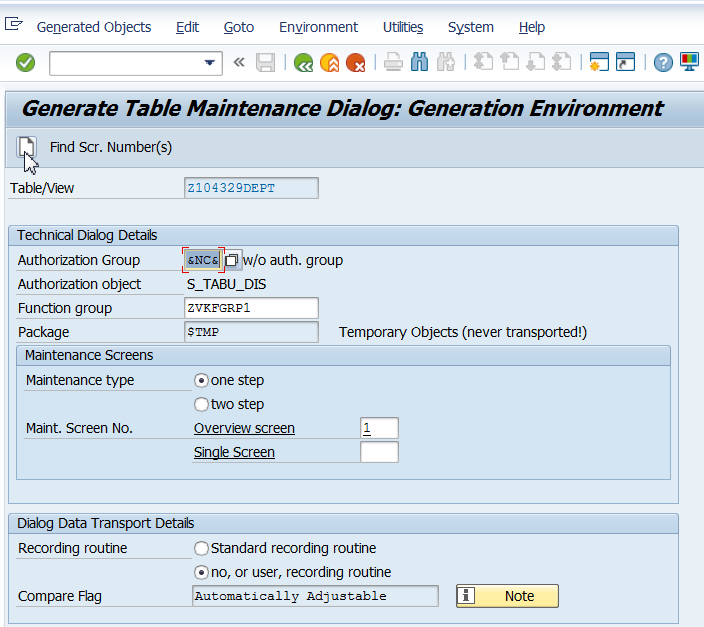 Generated Objects Edit Goto Environment Utilities System Help
Generate Table Maintenance Dialog: Generation Environment
Find Scr. Number(s)
Table/View Z104329DEPT
Technical Dialog Details
Authorization Group &NC& w/o auth. group
Authorization object S_TABU_DIS
Function group ZVKFGRP1
Package $TMP Temporary Objects (never transported!)
Maintenance Screens
Maintenance type one step
two step
Maint. Screen No. Overview screen 1
Single Screen
Dialog Data Transport Details
Recording routine Standard recording routine
no, or user, recording routine
Compare Flag Automatically Adjustable Note